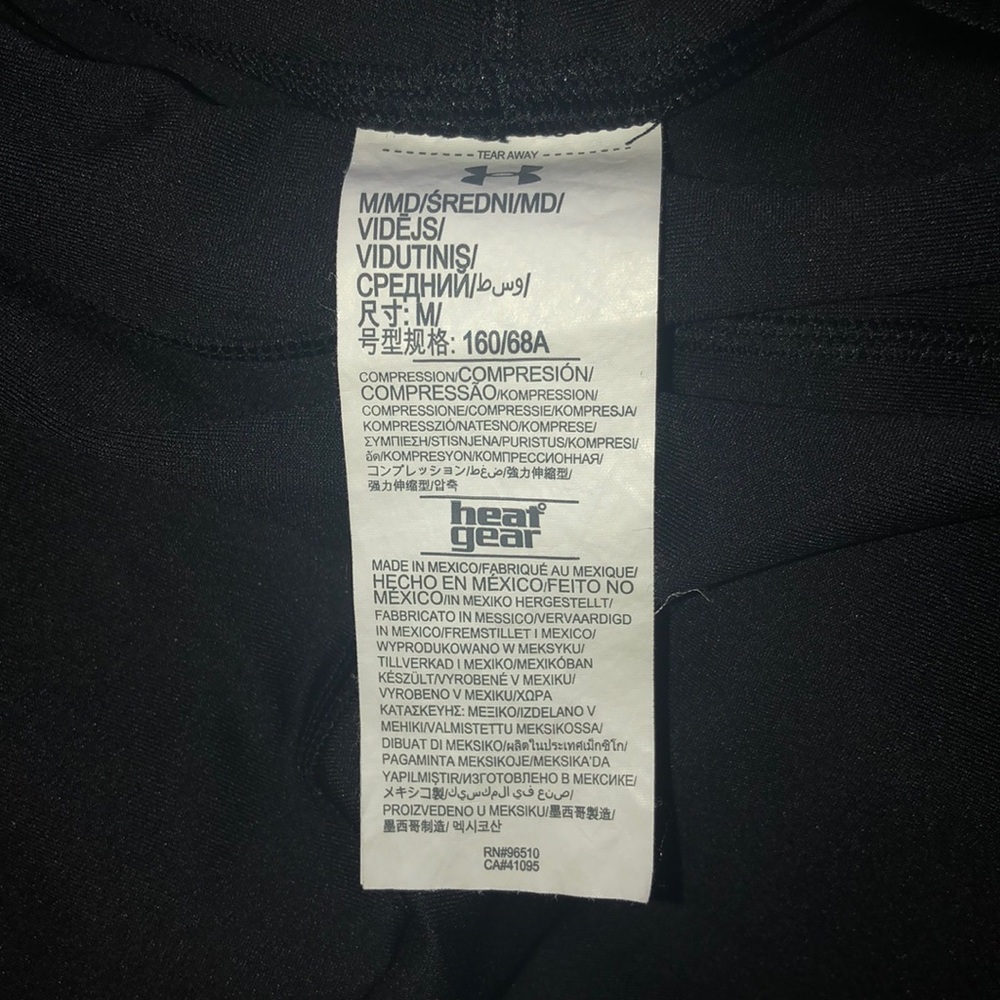 TEAR AWAY
M/MD/ŚREDNI/MD/
VIDĒJS/
VIDUTINIS/
СРЕДНИЙ/وسط/
尺寸: M/
号型规格: 160/68A
COMPRESSION/COMPRESIÓN/
COMPRESSÃO/KOMPRESSION/
COMPRESSIONE/COMPRESSIE/KOMPRESJA/
KOMPRESSZIÓ/NATESNO/KOMPRESE/
ΣΥΜΠΙΕΣΗ/STISNJENA/PURISTUS/KOMPRESI/
อัด/KOMPRESYON/КОМПРЕССИОННАЯ/
コンプレッション/ضغط/強力伸縮型/
强力伸缩型/압축
heat
gear
MADE IN MEXICO/FABRIQUÉ AU MEXIQUE/
HECHO EN MÉXICO/FEITO NO
MÉXICO/IN MEXIKO HERGESTELLT/
FABBRICATO IN MESSICO/VERVAARDIGD
IN MEXICO/FREMSTILLET I MEXICO/
WYPRODUKOWANO W MEKSYKU/
TILLVERKAD I MEXIKO/MEXIKÓBAN
KÉSZÜLT/VYROBENÉ V MEXIKU/
VYROBENO V MEXIKU/ΧΩΡΑ
ΚΑΤΑΣΚΕΥΗΣ: ΜΕΞΙΚΟ/IZDELANO V
MEHIKI/VALMISTETTU MEKSIKOSSA/
DIBUAT DI MEKSIKO/ผลิตในประเทศเม็กซิโก/
PAGAMINTA MEKSIKOJE/MEKSIKA'DA
YAPILMIŞTIR/ИЗГОТОВЛЕНО В МЕКСИКЕ/
メキシコ製/صنع في المكسيك/
PROIZVEDENO U MEKSIKU/墨西哥製造/
墨西哥制造/ 멕시코산
RN#96510
CA#41095